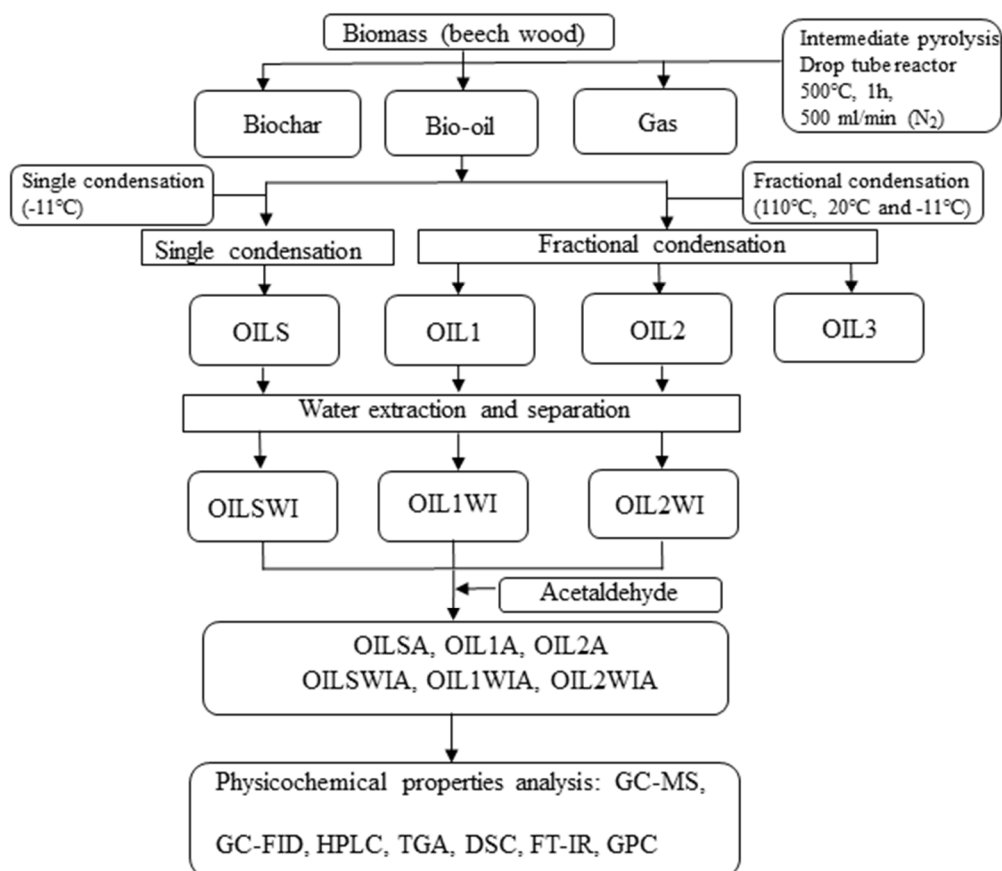 Biomass (beech wood)
Intermediate pyrolysis
Drop tube reactor
500℃, 1h,
500 ml/min (N₂)
Biochar
Bio-oil
Gas
Single condensation
(-11℃)
Fractional condensation
(110℃, 20℃ and -11℃)
Single condensation
Fractional condensation
OILS
OIL1
OIL2
OIL3
Water extraction and separation
OILSWI
OIL1WI
OIL2WI
Acetaldehyde
OILSA, OIL1A, OIL2A
OILSWIA, OIL1WIA, OIL2WIA
Physicochemical properties analysis: GC-MS,
GC-FID, HPLC, TGA, DSC, FT-IR, GPC